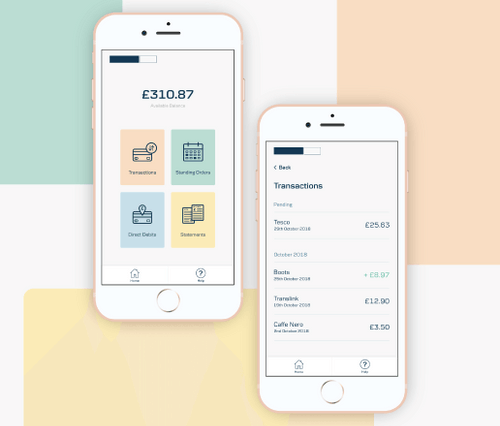 £310.87
Available Balance
Transactions
Standing Orders
Direct Debits
Statements
Home
Help
Back
Transactions
Pending
Tesco
£25.63
29th October 2018
October 2018
Boots
+ £8.97
25th October 2018
Translink
£12.90
10th October 2018
Caffe Nero
£3.50
2nd October 2018
Home
Help